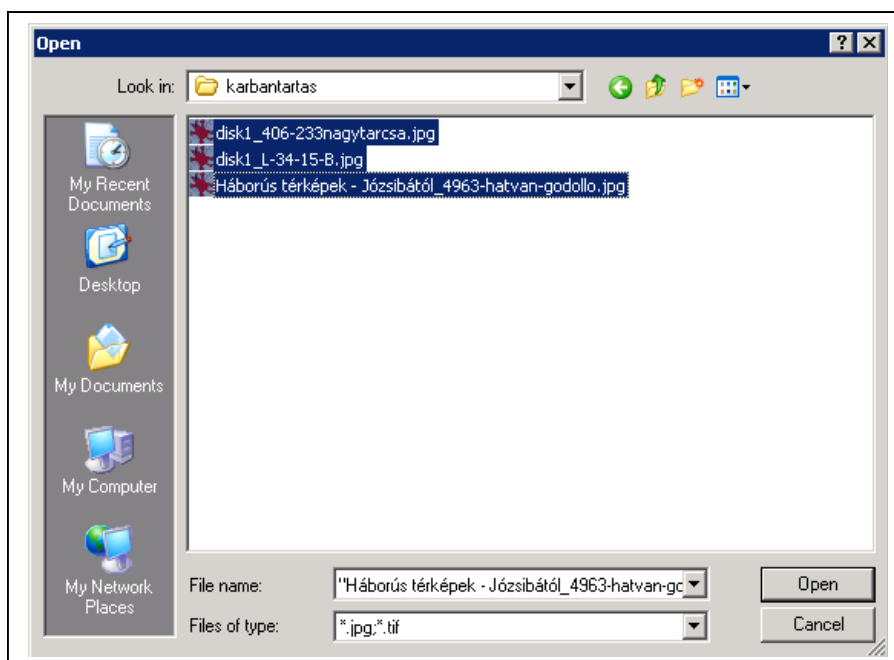 Open
Look in:
karbantartas
disk1_406-233nagytarcsa.jpg
disk1_L-34-15-B.jpg
Háborús térképek - Józsibától_4963-hatvan-godollo.jpg
My Recent
Documents
Desktop
My Documents
My Computer
My Network
Places
File name:
"Háborús térképek - Józsibától_4963-hatvan-gc
Open
Files of type:
*.jpg;*.tif
Cancel